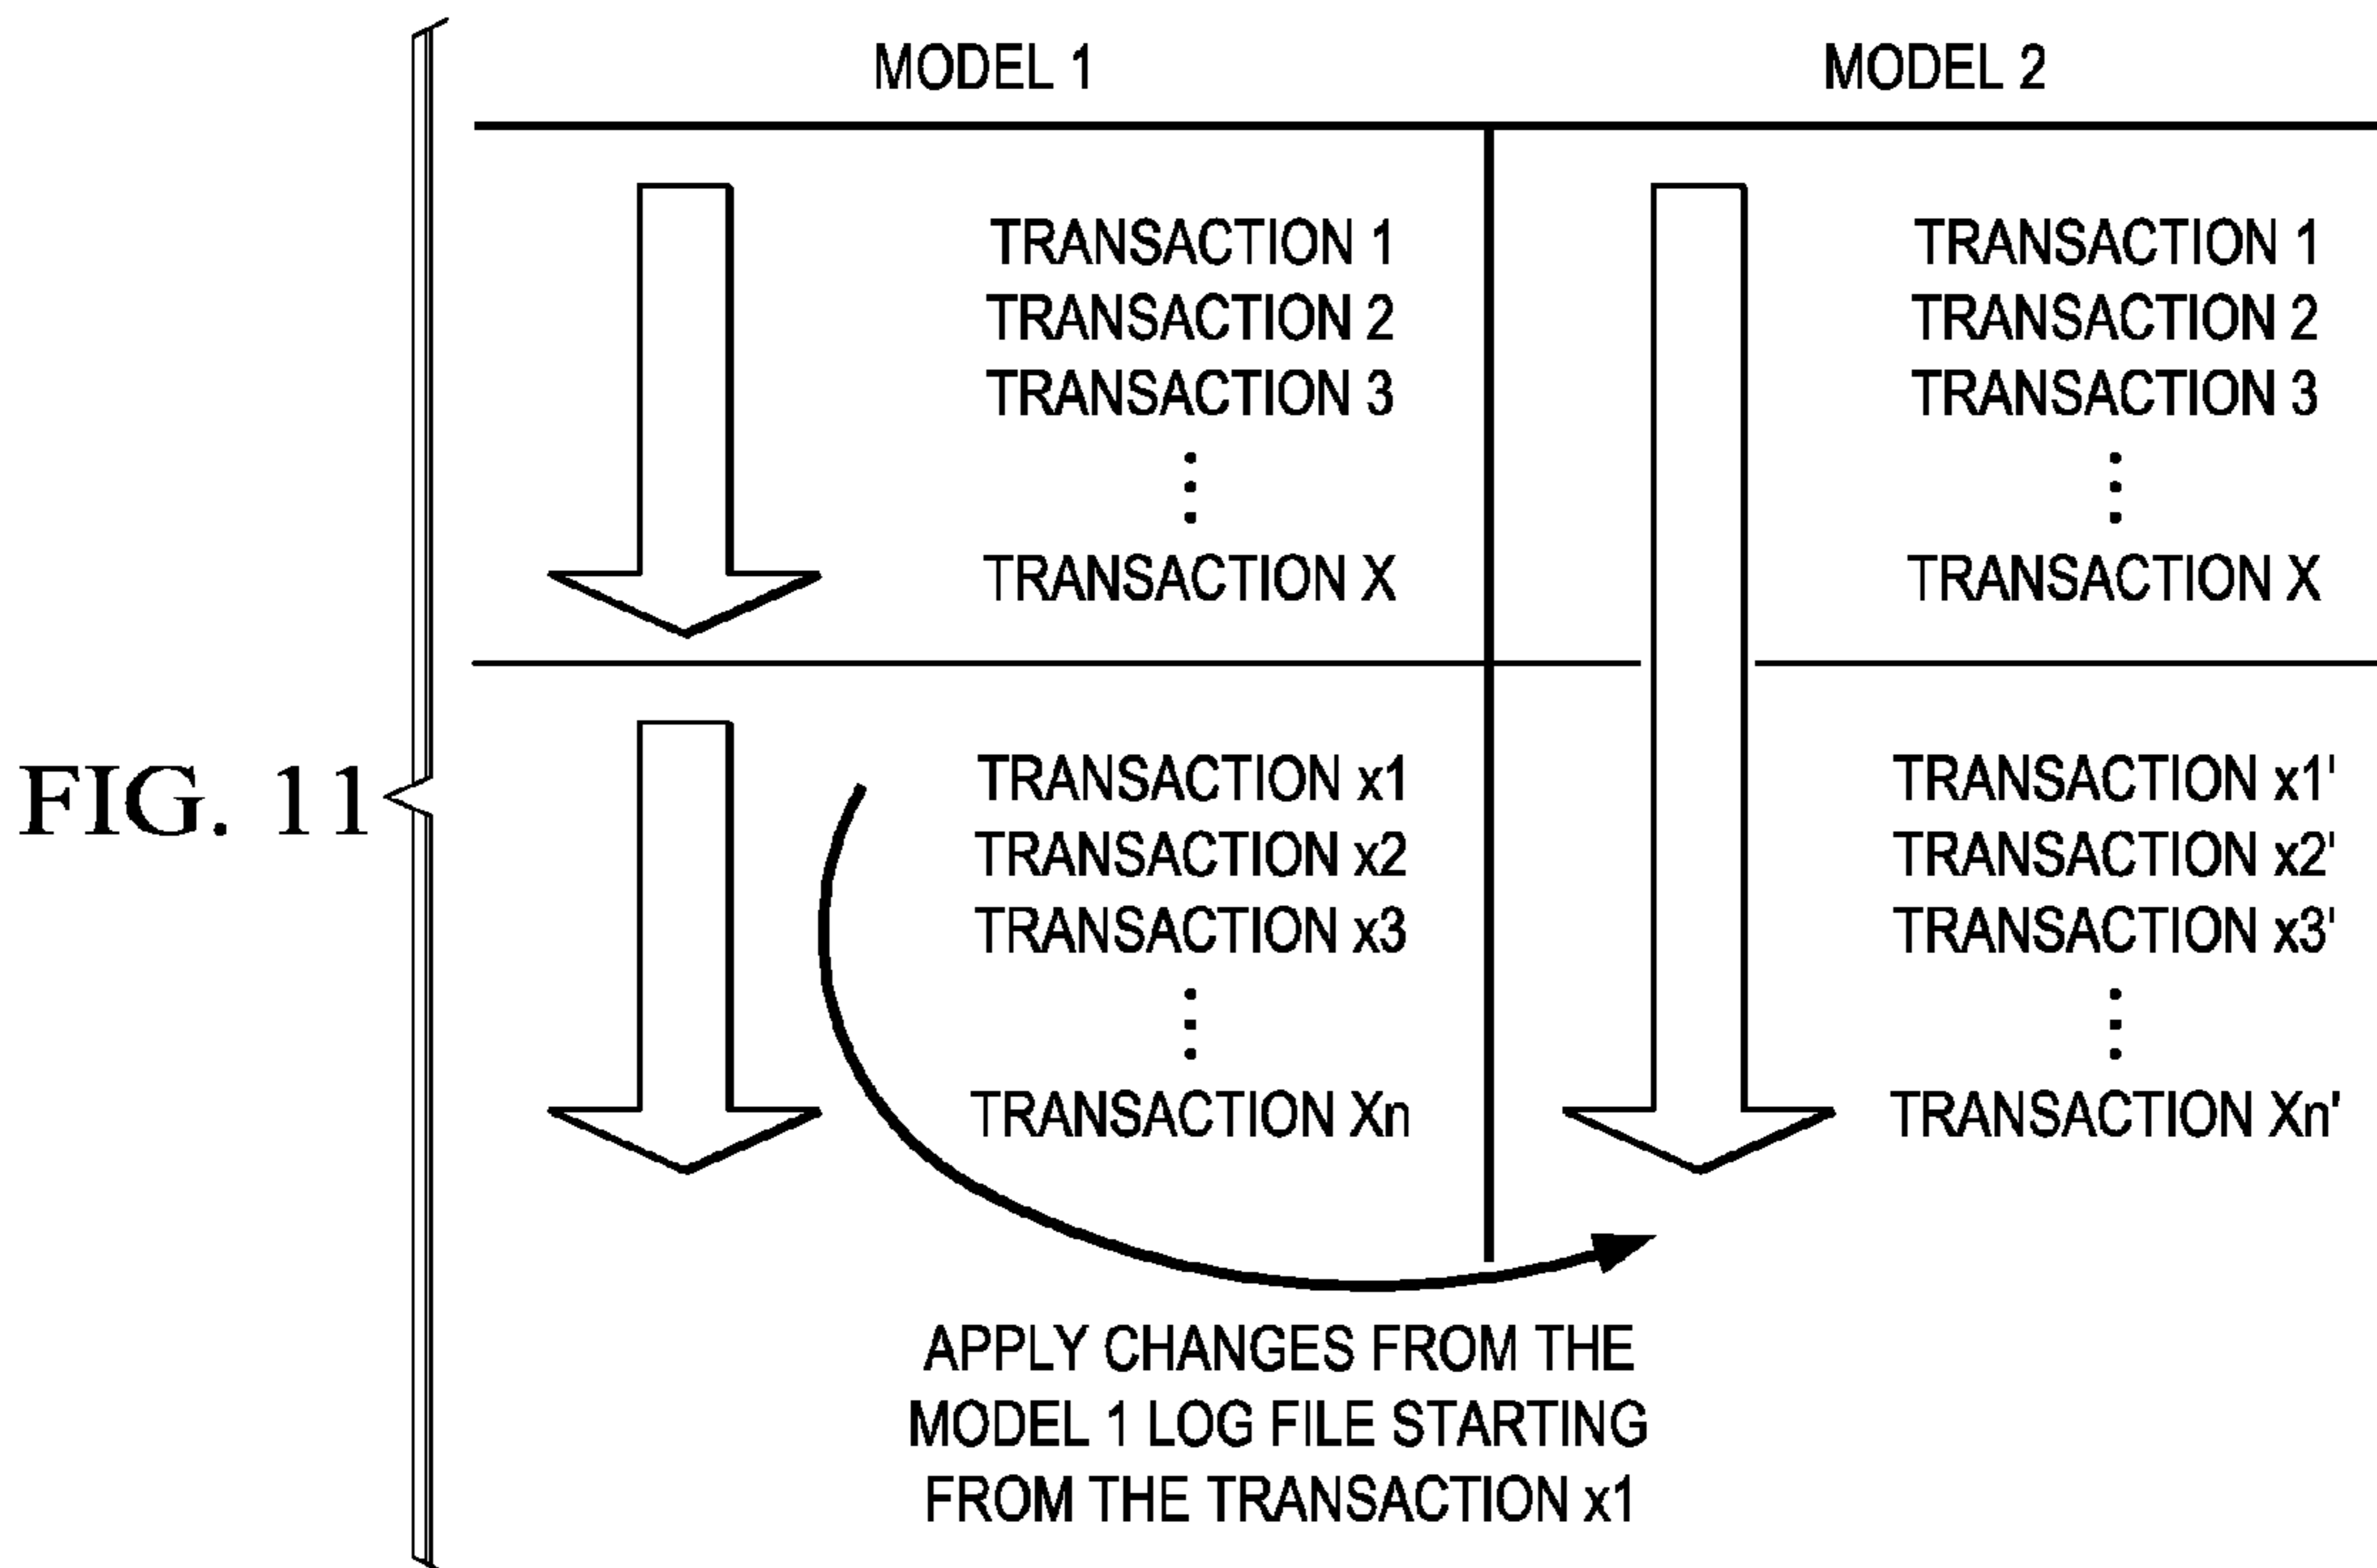 MODEL 1
MODEL 2
TRANSACTION 1
TRANSACTION 2
TRANSACTION 3
TRANSACTION X
TRANSACTION 1
TRANSACTION 2
TRANSACTION 3
TRANSACTION X
FIG. 11
TRANSACTION x1
TRANSACTION x2
TRANSACTION x3
TRANSACTION Xn
TRANSACTION x1'
TRANSACTION x2'
TRANSACTION x3'
TRANSACTION Xn'
APPLY CHANGES FROM THE
MODEL 1 LOG FILE STARTING
FROM THE TRANSACTION x1